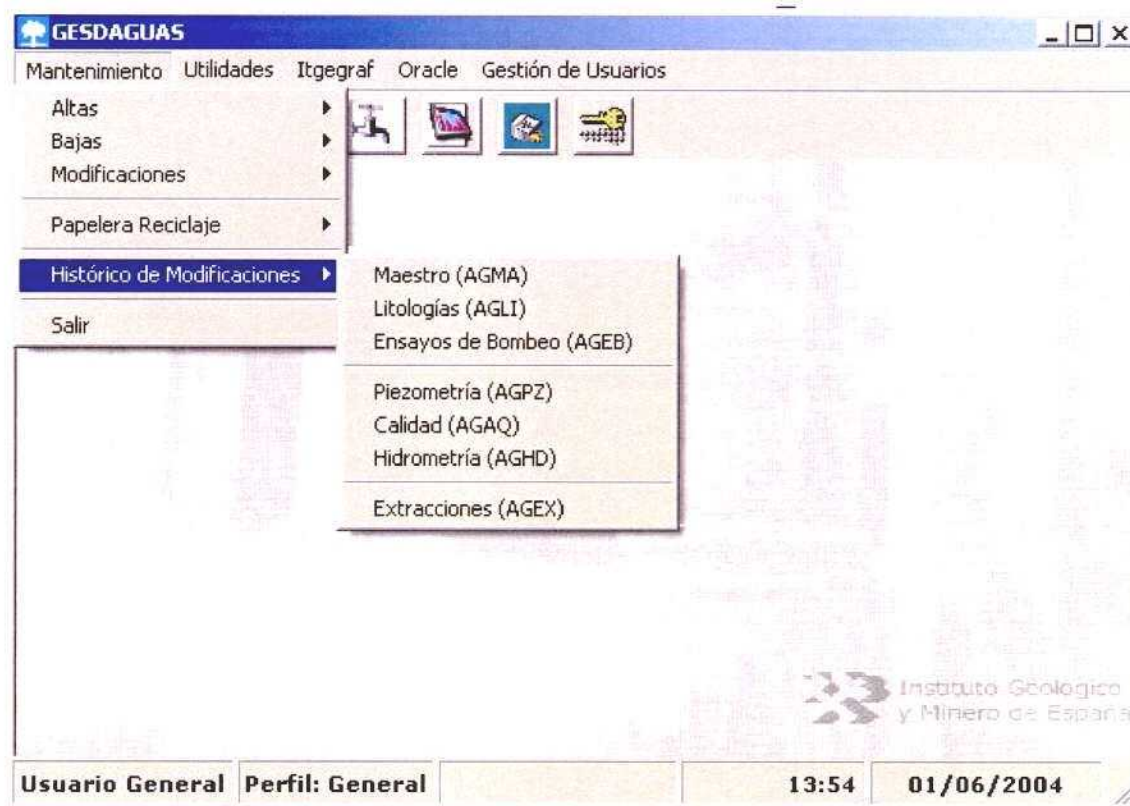 GESDAGUAS
Mantenimiento Utilidades Itgegraf Oracle Gestión de Usuarios
Altas
Bajas
Modificaciones
Papelera Reciclaje
Histórico de Modificaciones
Salir
Maestro (AGMA)
Litologías (AGLI)
Ensayos de Bombeo (AGEB)
Piezometría (AGPZ)
Calidad (AGAQ)
Hidrometría (AGHD)
Extracciones (AGEX)
Instituto Geologico
y Minero de España
Usuario General Perfil: General 13:54 01/06/2004